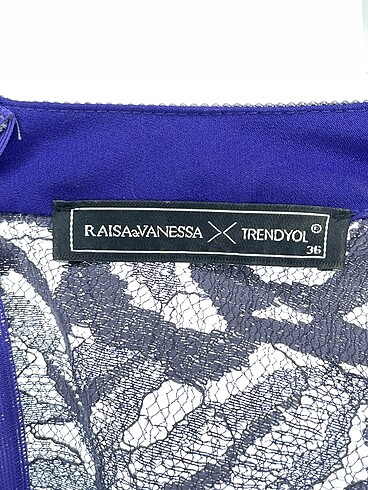 RAISA&VANESSA X TRENDYOL ®
36